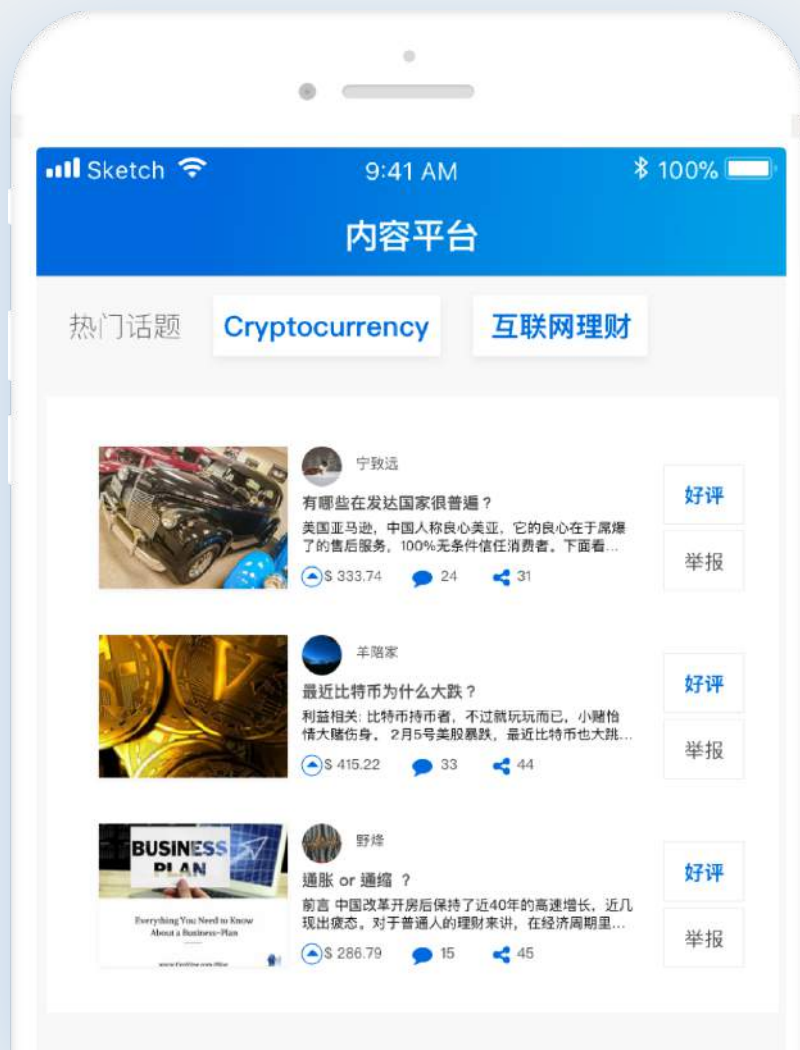 Sketch
9:41 AM
100%
内容平台
热门话题
Cryptocurrency
互联网理财
宁致远
有哪些在发达国家很普遍？
美国亚马逊，中国人称良心美亚，它的良心在于屌爆
了的售后服务，100%无条件信任消费者。下面看...
$ 333.74
24
31
好评
举报
羊陪家
最近比特币为什么大跌？
利益相关: 比特币持币者，不过就玩玩而已，小赌怡
情大赌伤身。 2月5号美股暴跌，最近比特币也大跳...
$ 415.22
33
44
好评
举报
BUSINESS
PLAN
Everything You Need to Know
About a Business-Plan
野烽
通胀 or 通缩 ？
前言 中国改革开房后保持了近40年的高速增长，近几
现出疲态。对于普通人的理财来讲，在经济周期里...
$ 286.79
15
45
好评
举报